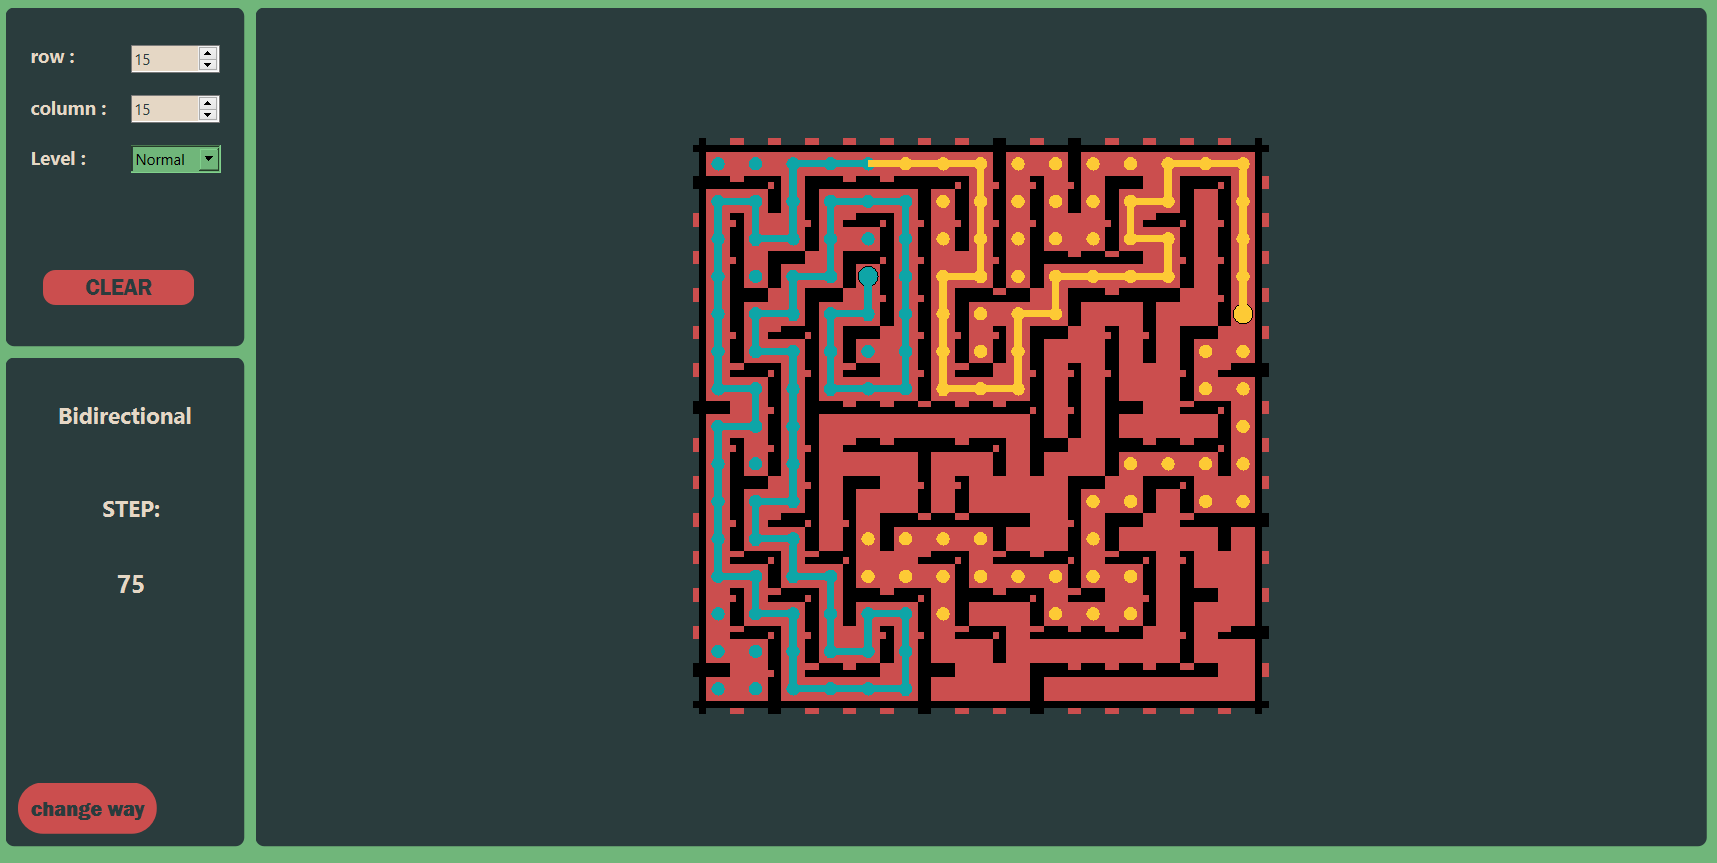 row :
15
column :
15
Level :
Normal
CLEAR
Bidirectional
STEP:
75
change way